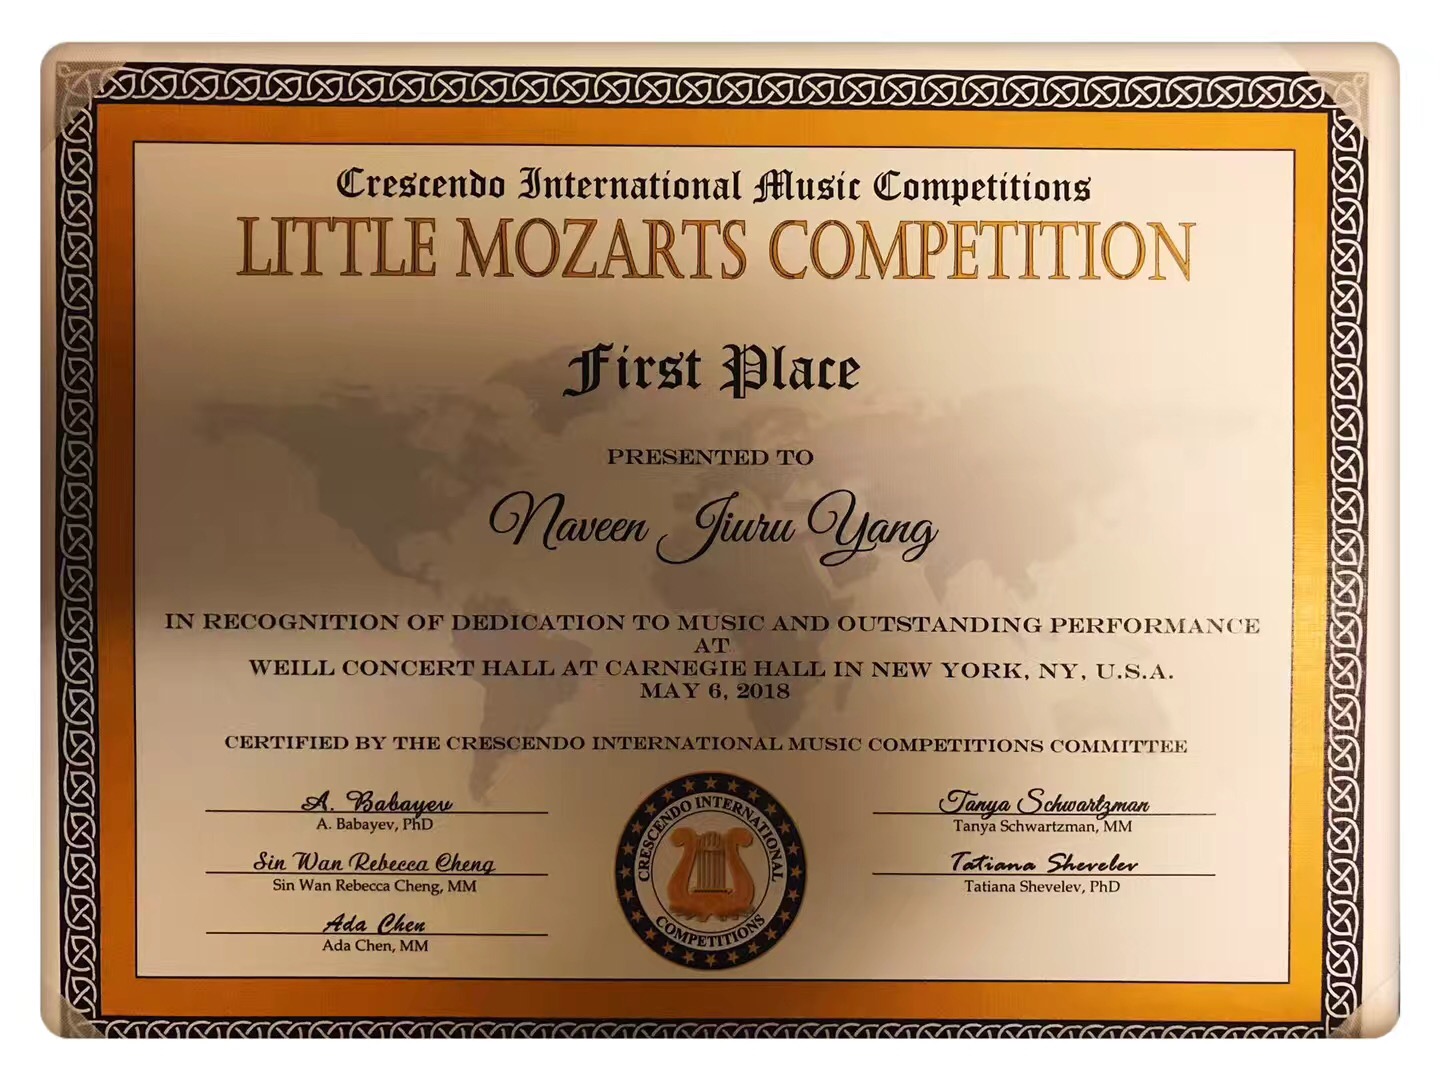 Crescendo International Music Competitions
LITTLE MOZARTS COMPETITION
First Place
PRESENTED TO
Naveen Jiuru Yang
IN RECOGNITION OF DEDICATION TO MUSIC AND OUTSTANDING PERFORMANCE
AT
WEILL CONCERT HALL AT CARNEGIE HALL IN NEW YORK, NY, U.S.A.
MAY 6, 2018
CERTIFIED BY THE CRESCENDO INTERNATIONAL MUSIC COMPETITIONS COMMITTEE
A. Babayev
A. Babayev, PhD
Sin Wan Rebecca Cheng
Sin Wan Rebecca Cheng, MM
Ada Chen
Ada Chen, MM
CRESCENDO INTERNATIONAL
COMPETITIONS
Tanya Schwartzman
Tanya Schwartzman, MM
Tatiana Shevelev
Tatiana Shevelev, PhD